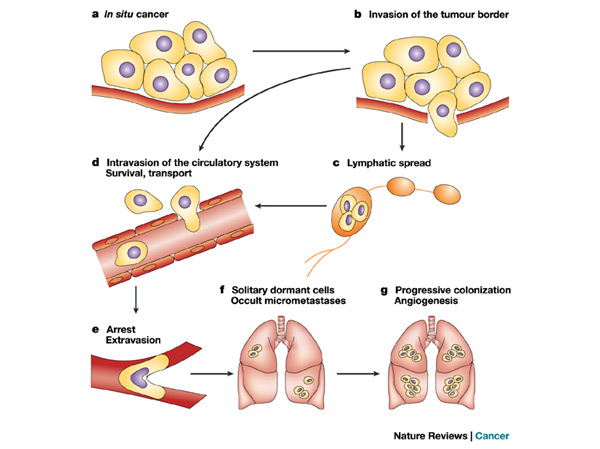 a In situ cancer
b Invasion of the tumour border
d Intravasion of the circulatory system
Survival, transport
c Lymphatic spread
f Solitary dormant cells
Occult micrometastases
g Progressive colonization
Angiogenesis
e Arrest
Extravasion
Nature Reviews | Cancer